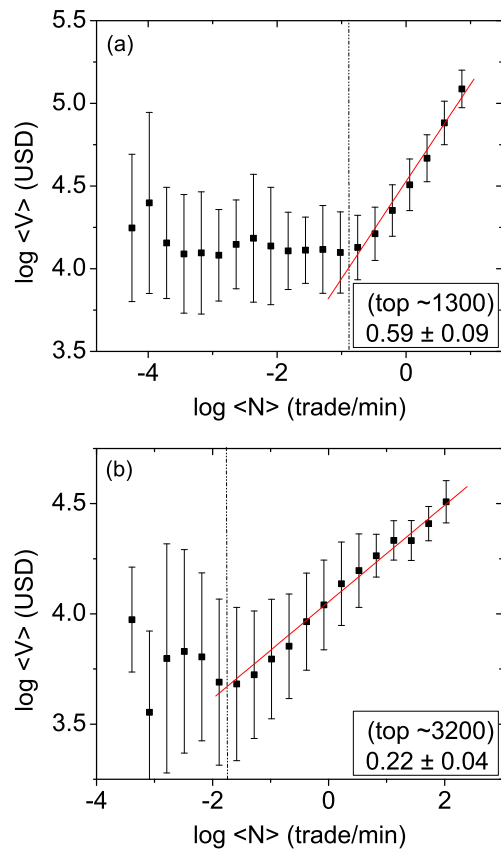 (a)
5.5
5.0
4.5
4.0
3.5
log <V> (USD)
(top ~1300)
0.59 ± 0.09
-4
-2
0
log <N> (trade/min)
(b)
4.5
4.0
3.5
log <V> (USD)
(top ~3200)
0.22 ± 0.04
-4
-2
0
2
log <N> (trade/min)